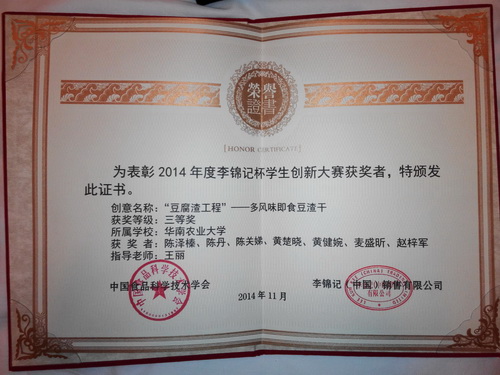 榮譽
證書
[HONOR CERTIFICATE]
为表彰2014年度李锦记杯学生创新大赛获奖者，特颁发
此证书。
创意名称：“豆腐渣工程”——多风味即食豆渣干
获奖等级：三等奖
所属学校：华南农业大学
获 奖 者：陈泽榛、陈丹、陈关娣、黄楚晓、黄健婉、麦盛昕、赵梓军
指导老师：王丽
中国食品科学技术学会
李锦记（中国）销售有限公司
2014年11月